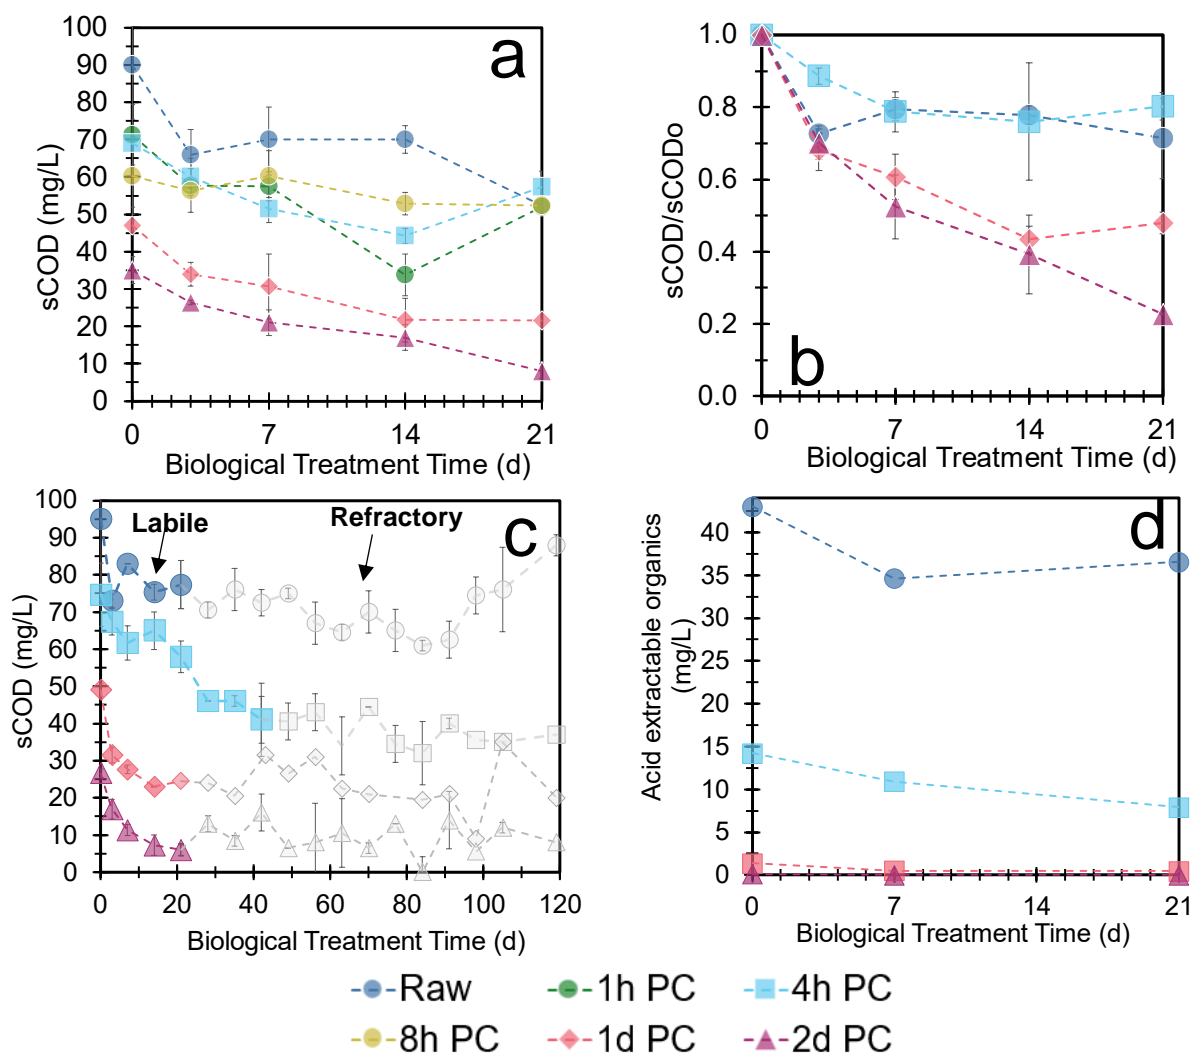 a
100
90
80
70
60
50
40
30
20
10
0
sCOD (mg/L)
0 7 14 21
Biological Treatment Time (d)
b
1.0
0.8
0.6
0.4
0.2
0.0
sCOD/sCODo
0 7 14 21
Biological Treatment Time (d)
c
Labile
Refractory
100
90
80
70
60
50
40
30
20
10
0
sCOD (mg/L)
0 20 40 60 80 100 120
Biological Treatment Time (d)
d
40
35
30
25
20
15
10
5
0
Acid extractable organics
(mg/L)
0 7 14 21
Biological Treatment Time (d)
Raw 1h PC 4h PC
8h PC 1d PC 2d PC